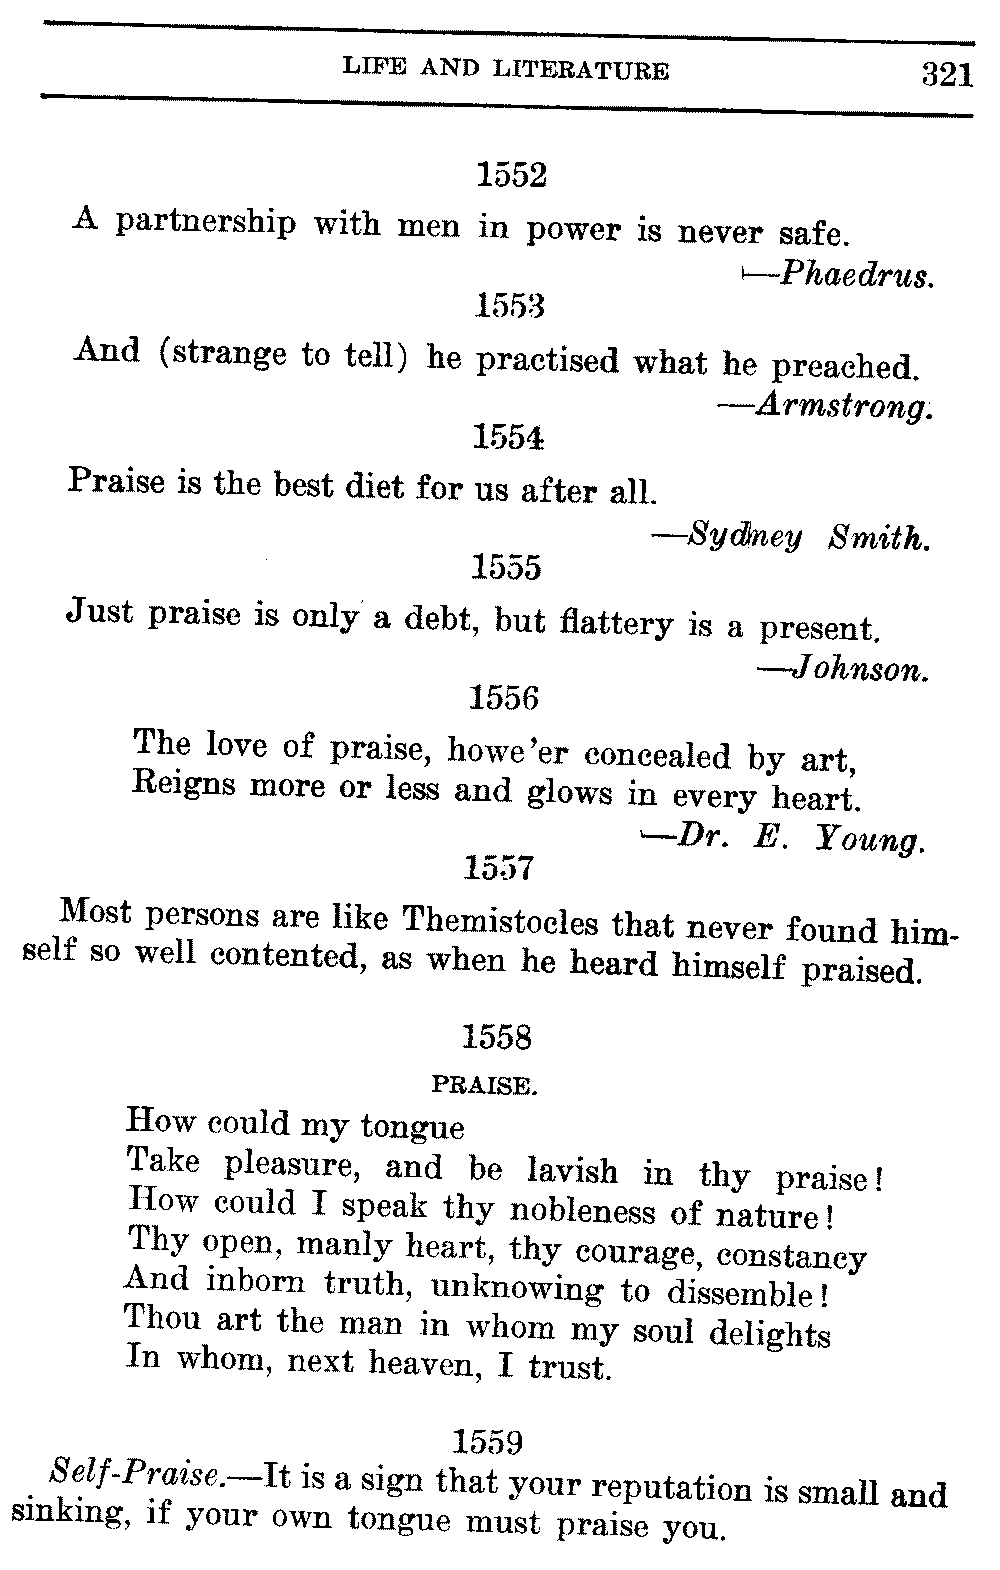 LIFE AND LITERATURE 321
1552
A partnership with men in power is never safe.
—Phaedrus.
1553
And (strange to tell) he practised what he preached.
—Armstrong.
1554
Praise is the best diet for us after all.
—Sydney Smith.
1555
Just praise is only a debt, but flattery is a present.
—Johnson.
1556
The love of praise, howe'er concealed by art,
Reigns more or less and glows in every heart.
—Dr. E. Young.
1557
Most persons are like Themistocles that never found him-
self so well contented, as when he heard himself praised.
1558
PRAISE.
How could my tongue
Take pleasure, and be lavish in thy praise!
How could I speak thy nobleness of nature!
Thy open, manly heart, thy courage, constancy
And inborn truth, unknowing to dissemble!
Thou art the man in whom my soul delights
In whom, next heaven, I trust.
1559
Self-Praise.—It is a sign that your reputation is small and
sinking, if your own tongue must praise you.